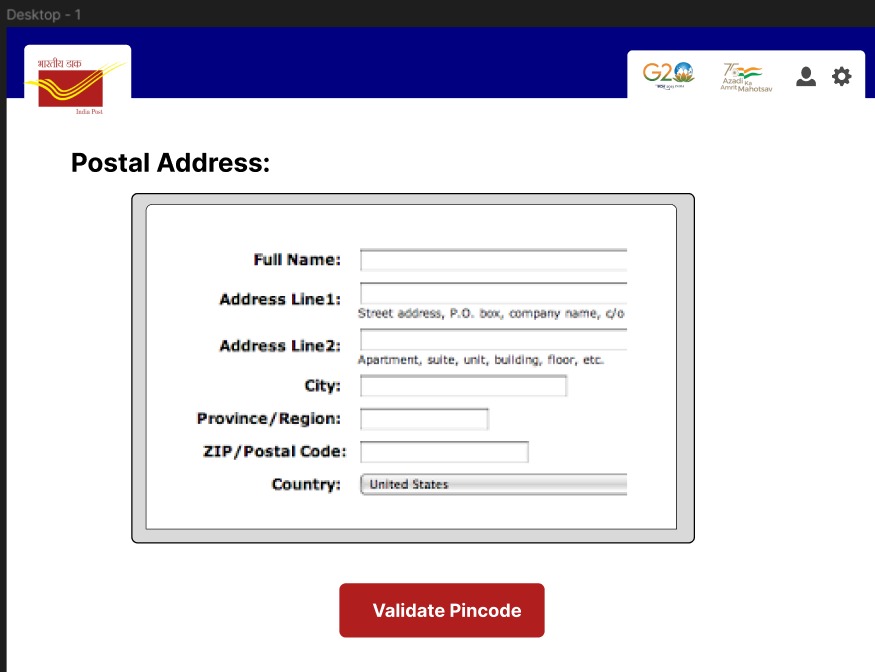 Desktop - 1
भारतीय डाक
India Post
G20
75
Azadi Ka
Amrit Mahotsav
Postal Address:
Full Name:
Address Line1:
Street address, P.O. box, company name, c/o
Address Line2:
Apartment, suite, unit, building, floor, etc.
City:
Province/Region:
ZIP/Postal Code:
Country: United States
Validate Pincode